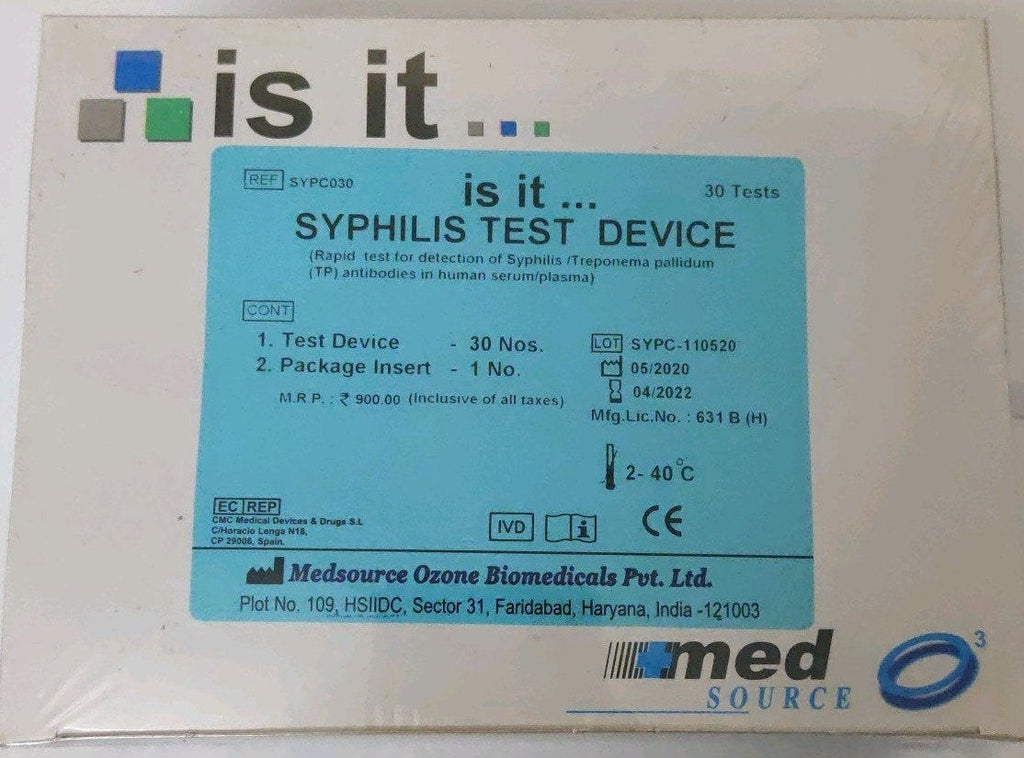 is it ...
REF SYPC030
is it ...
30 Tests
SYPHILIS TEST DEVICE
(Rapid test for detection of Syphilis /Treponema pallidum
(TP) antibodies in human serum/plasma)
CONT
1. Test Device - 30 Nos.
2. Package Insert - 1 No.
M.R.P. : ₹ 900.00 (Inclusive of all taxes)
LOT SYPC-110520
05/2020
04/2022
Mfg.Lic.No. : 631 B (H)
2- 40°C
EC REP
CMC Medical Devices & Drugs S.L
C/Horacio Lenga N18,
CP 29006, Spain.
IVD
i
CE
Medsource Ozone Biomedicals Pvt. Ltd.
Plot No. 109, HSIIDC, Sector 31, Faridabad, Haryana, India -121003
med
SOURCE
O3